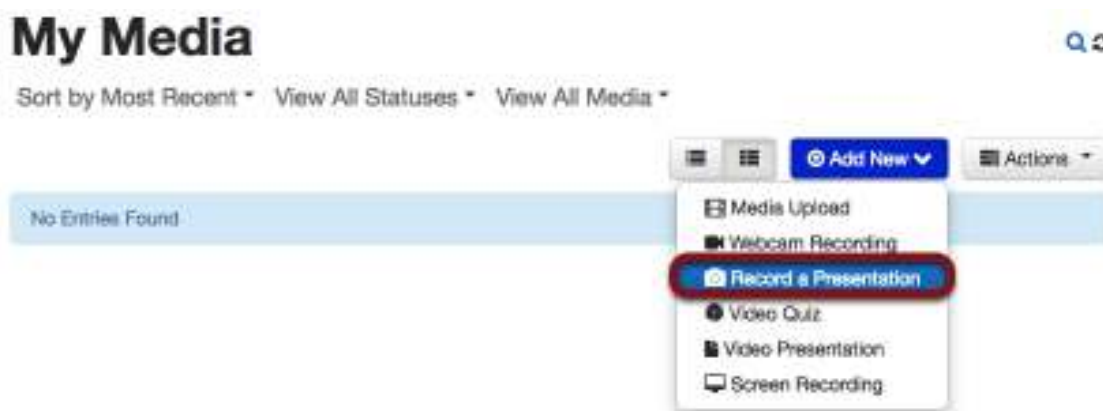 My Media
Sort by Most Recent View All Statuses View All Media
Add New Actions
No Entries Found
Media Upload
Webcam Recording
Record a Presentation
Video Quiz
Video Presentation
Screen Recording